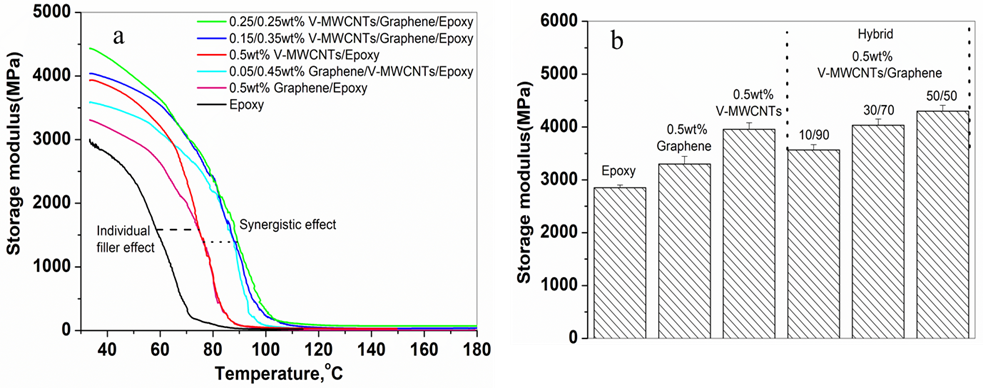 a
0.25/0.25wt% V-MWCNTs/Graphene/Epoxy
0.15/0.35wt% V-MWCNTs/Graphene/Epoxy
0.5wt% V-MWCNTs/Epoxy
0.05/0.45wt% Graphene/V-MWCNTs/Epoxy
0.5wt% Graphene/Epoxy
Epoxy
Individual
filler effect
Synergistic effect
Storage modulus(MPa)
5000
4000
3000
2000
1000
0
40 60 80 100 120 140 160 180
Temperature,°C
b
Hybrid
0.5wt%
V-MWCNTs/Graphene
Epoxy
0.5wt%
Graphene
0.5wt%
V-MWCNTs
10/90
30/70
50/50
Storage modulus(MPa)
6000
5000
4000
3000
2000
1000
0